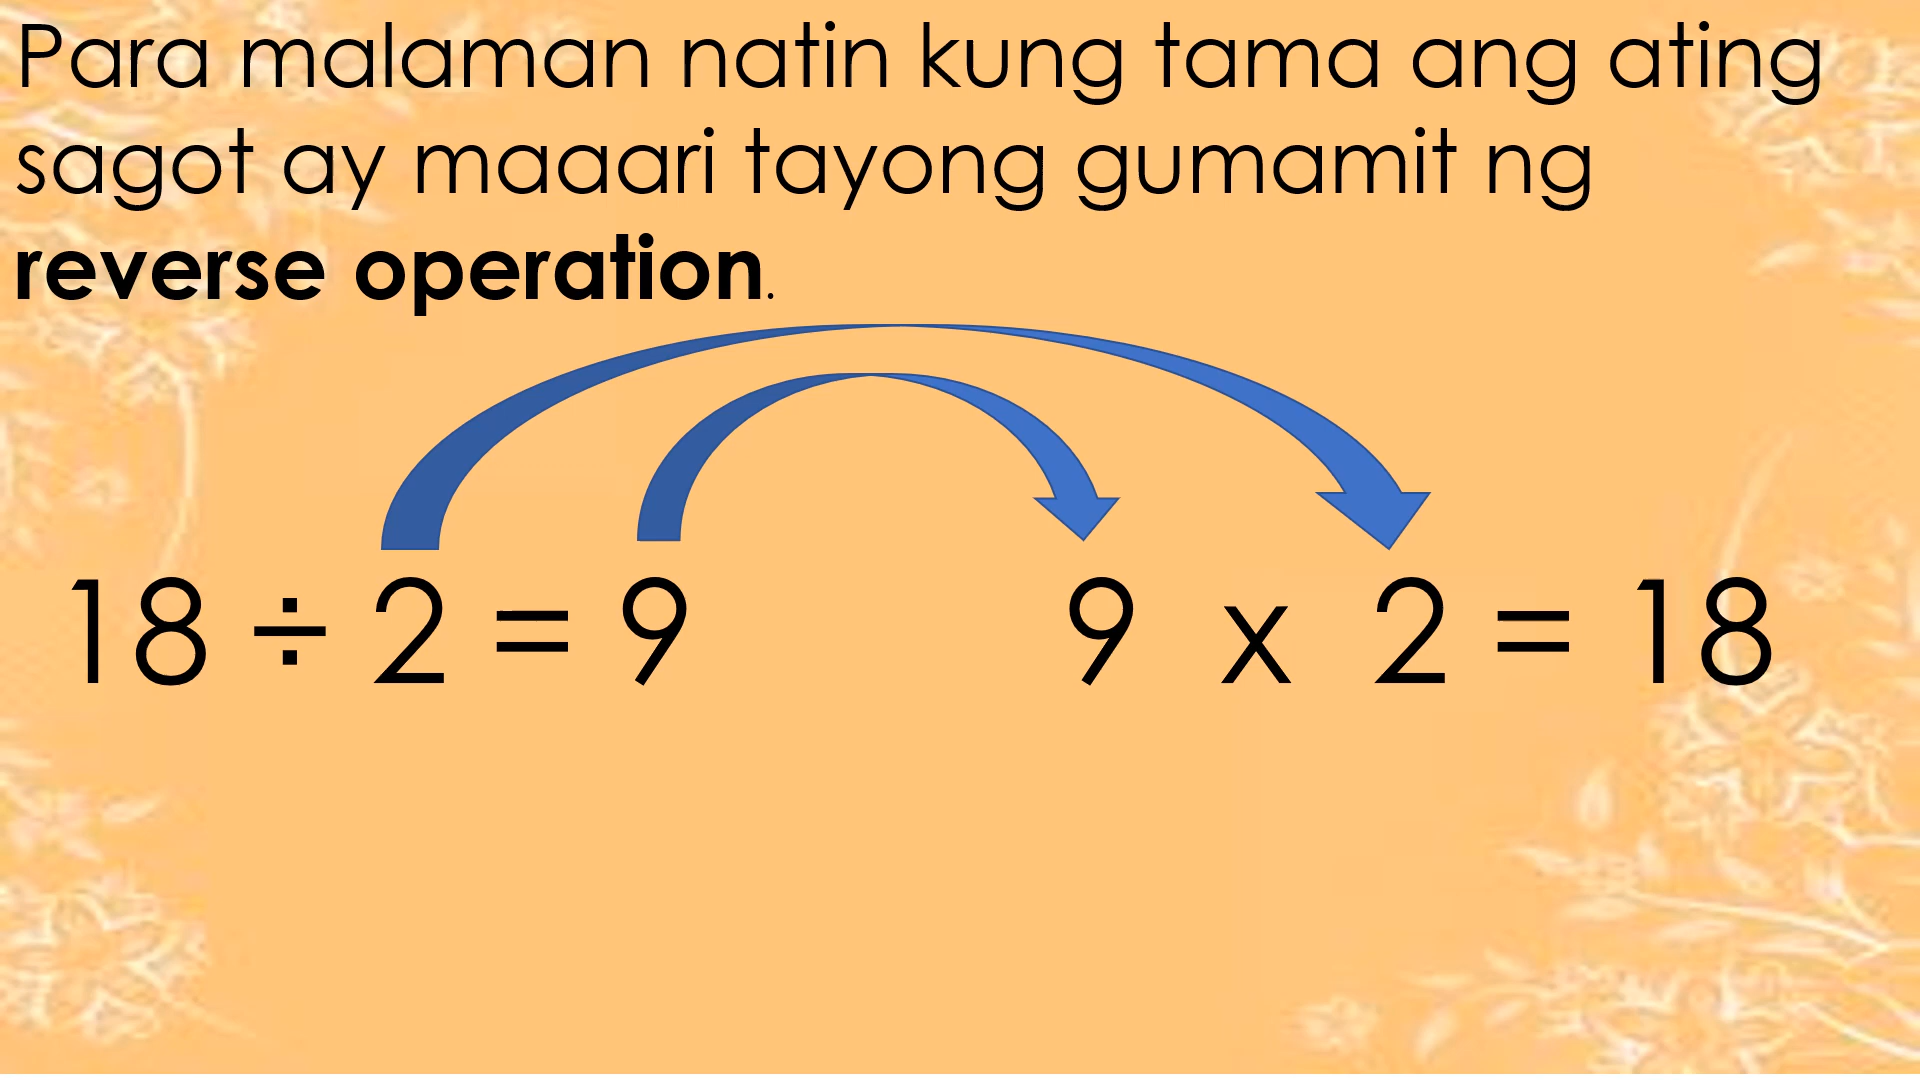 Para malaman natin kung tama ang ating
sagot ay maaari tayong gumamit ng
reverse operation.
18 ÷ 2 = 9 9 x 2 = 18